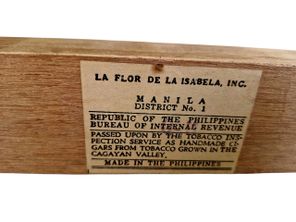 LA FLOR DE LA ISABELA, INC.
MANILA
DISTRICT No. 1
REPUBLIC OF THE PHILIPPINES
BUREAU OF INTERNAL REVENUE
PASSED UPON BY THE TOBACCO INS-
PECTION SERVICE AS HANDMADE CI-
GARS FROM TOBACCO GROWN IN THE
CAGAYAN VALLEY.
MADE IN THE PHILIPPINES